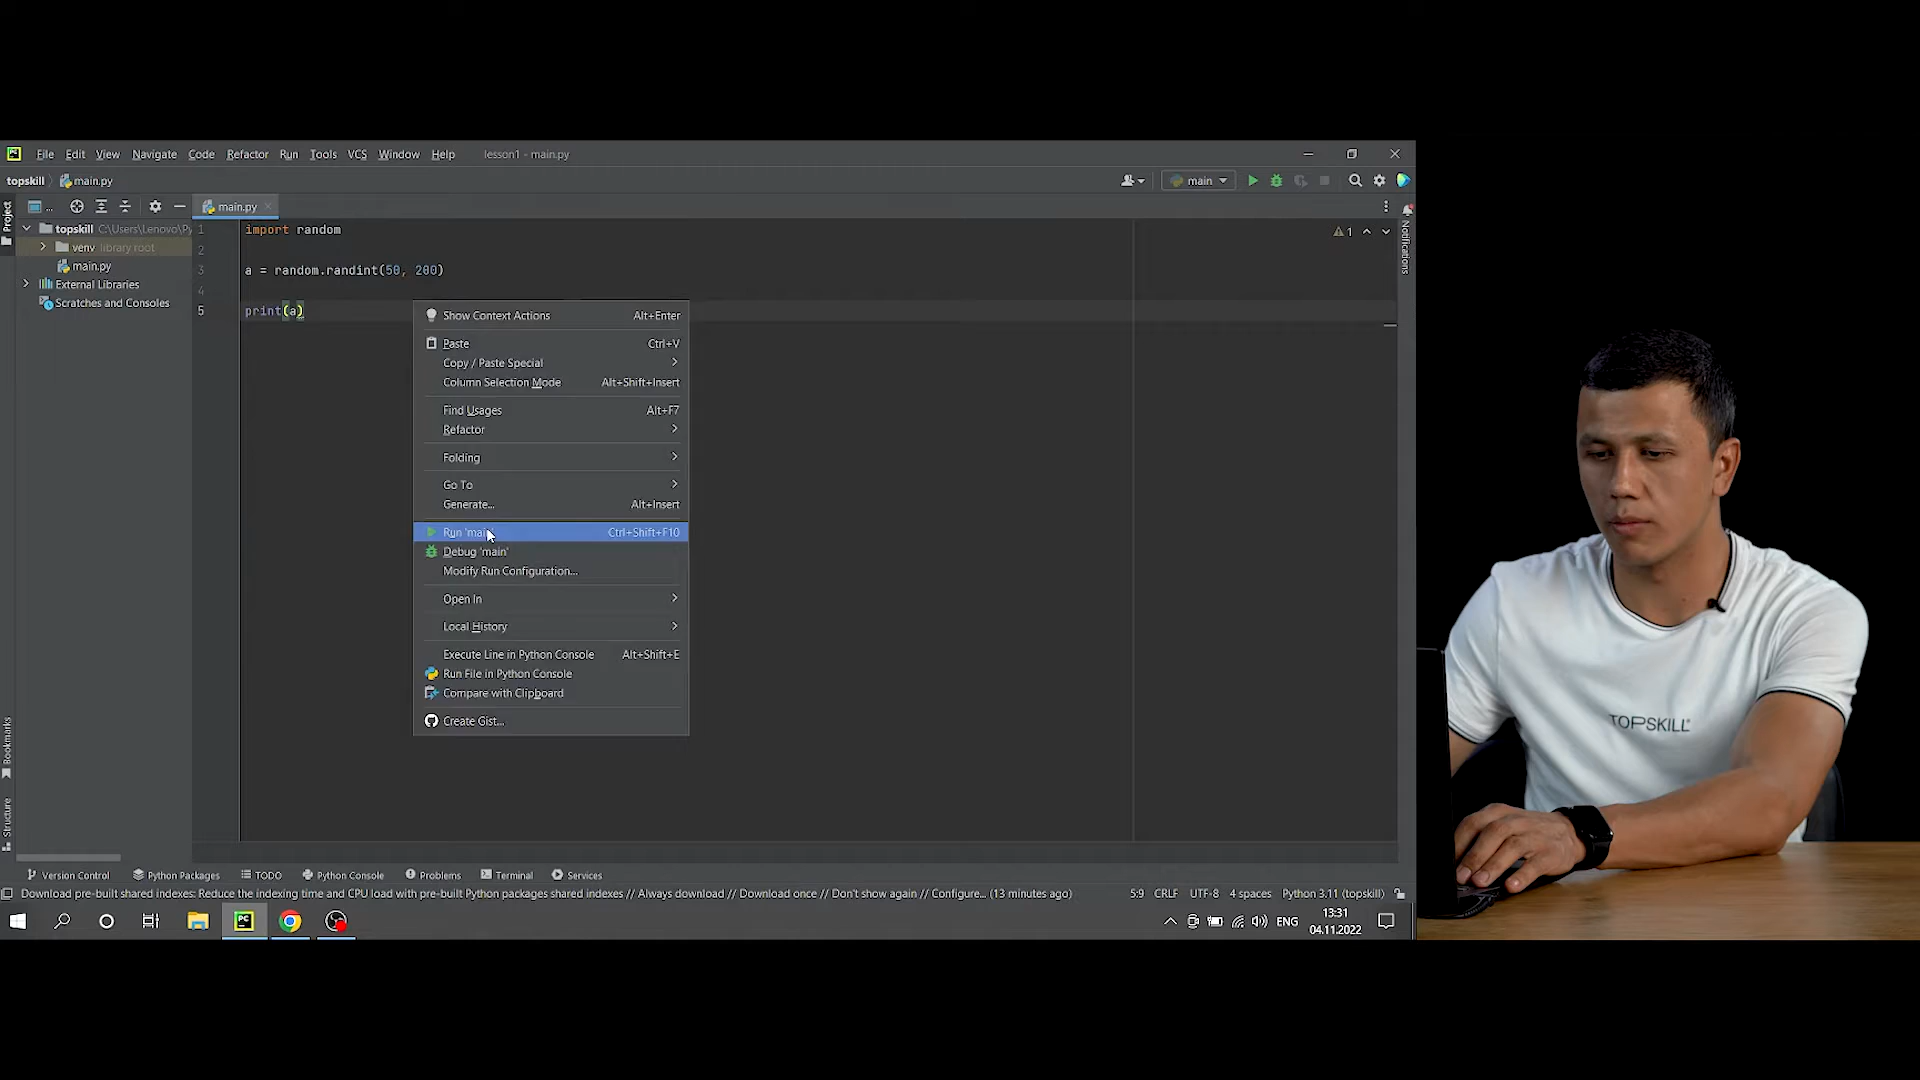 File Edit View Navigate Code Refactor Run Tools VCS Window Help lesson1 - main.py
topskill main.py main
Project ... main.py
topskill C:\Users\Lenovo\Py
venv library root
main.py
External Libraries
Scratches and Consoles
1 import random
2
3 a = random.randint(50, 200)
4
5 print(a)
1
Notifications
Show Context Actions Alt+Enter
Paste Ctrl+V
Copy / Paste Special
Column Selection Mode Alt+Shift+Insert
Find Usages Alt+F7
Refactor
Folding
Go To
Generate... Alt+Insert
Run 'main' Ctrl+Shift+F10
Debug 'main'
Modify Run Configuration...
Open In
Local History
Execute Line in Python Console Alt+Shift+E
Run File in Python Console
Compare with Clipboard
Create Gist...
Bookmarks
Structure
Version Control Python Packages TODO Python Console Problems Terminal Services
Download pre-built shared indexes: Reduce the indexing time and CPU load with pre-built Python packages shared indexes // Always download // Download once // Don't show again // Configure... (13 minutes ago) 5:9 CRLF UTF-8 4 spaces Python 3.11 (topskill)
ENG 13:31
04.11.2022
TOPSKILL